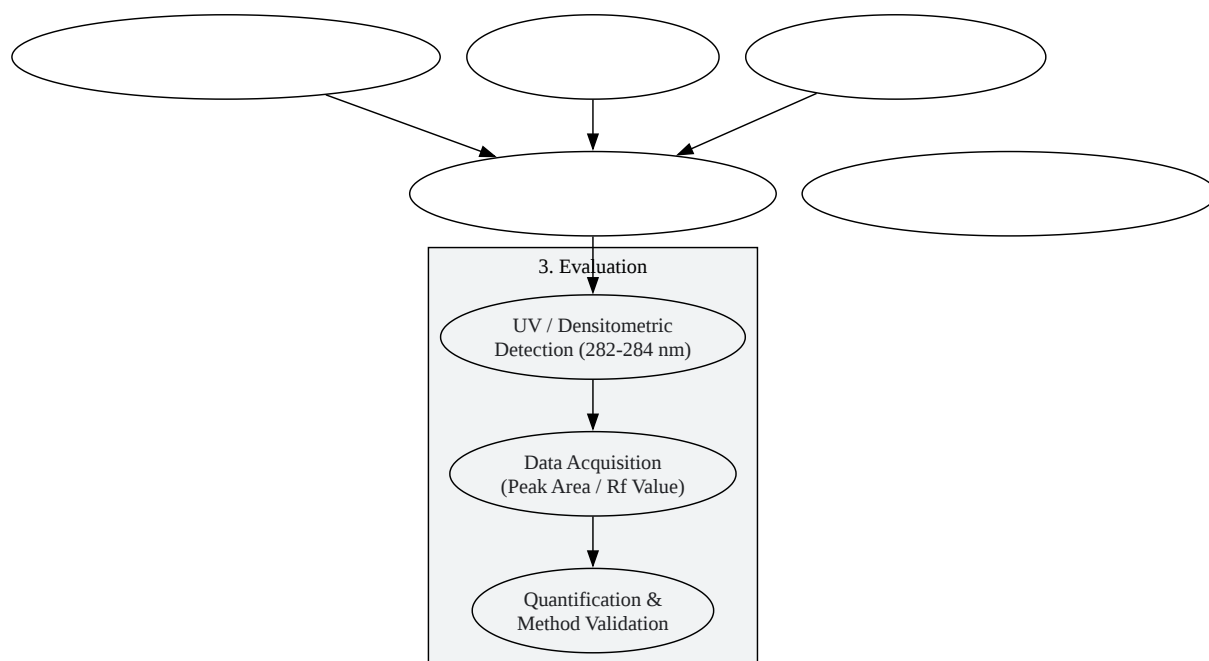 3. Evaluation
UV / Densitometric
Detection (282-284 nm)
Data Acquisition
(Peak Area / Rf Value)
Quantification &
Method Validation